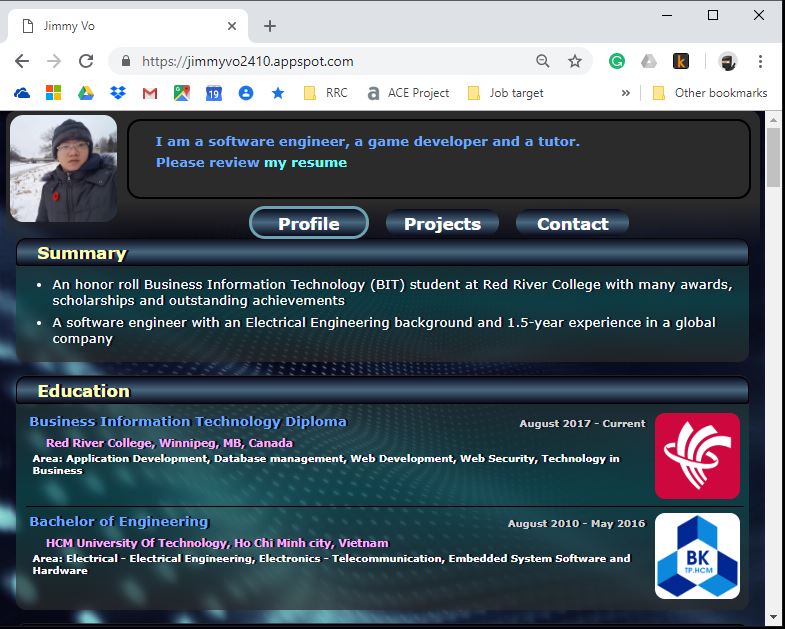 Jimmy Vo
https://jimmyvo2410.appspot.com
19
RRC
a
ACE Project
Job target
»
Other bookmarks
k
I am a software engineer, a game developer and a tutor.
Please review my resume
Profile
Projects
Contact
Summary
• An honor roll Business Information Technology (BIT) student at Red River College with many awards,
scholarships and outstanding achievements
• A software engineer with an Electrical Engineering background and 1.5-year experience in a global
company
Education
Business Information Technology Diploma
August 2017 - Current
Red River College, Winnipeg, MB, Canada
Area: Application Development, Database management, Web Development, Web Security, Technology in
Business
Bachelor of Engineering
August 2010 - May 2016
HCM University Of Technology, Ho Chi Minh city, Vietnam
Area: Electrical - Electrical Engineering, Electronics - Telecommunication, Embedded System Software and
Hardware
BK
TP.HCM